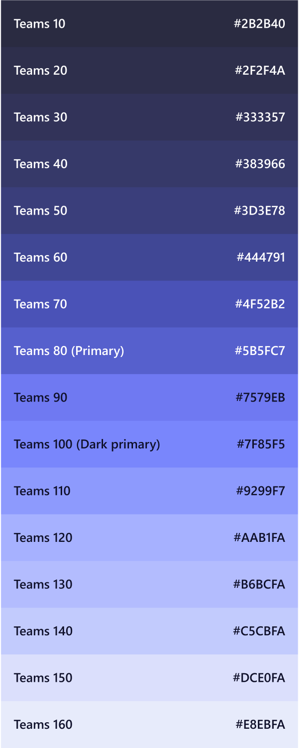 Teams 10 #2B2B40
Teams 20 #2F2F4A
Teams 30 #333357
Teams 40 #383966
Teams 50 #3D3E78
Teams 60 #444791
Teams 70 #4F52B2
Teams 80 (Primary) #5B5FC7
Teams 90 #7579EB
Teams 100 (Dark primary) #7F85F5
Teams 110 #9299F7
Teams 120 #AAB1FA
Teams 130 #B6BCFA
Teams 140 #C5CBFA
Teams 150 #DCE0FA
Teams 160 #E8EBFA